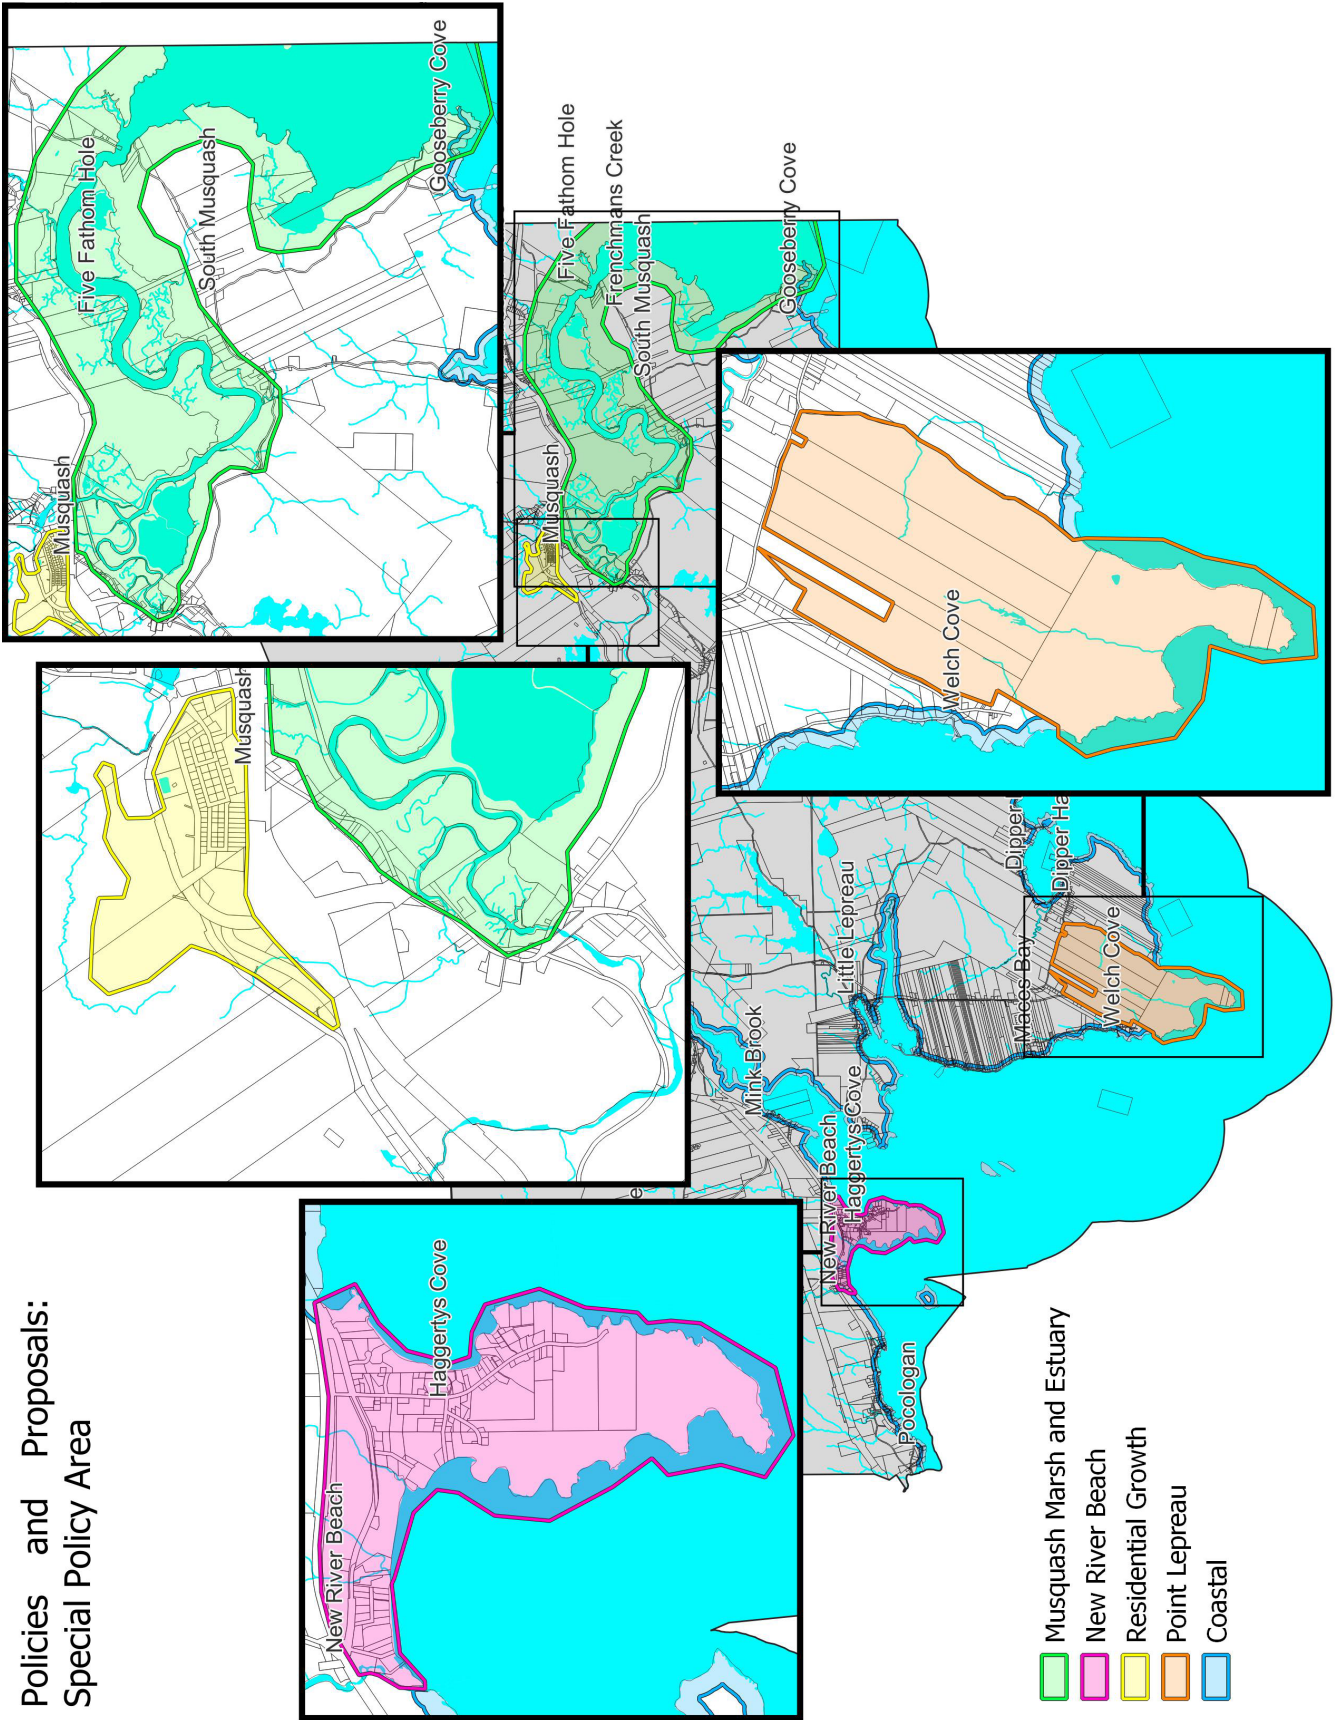 Policies and Proposals:
Special Policy Area
New River Beach
Haggertys Cove
Musquash
Musquash
Five Fathom Hole
South Musquash
Gooseberry Cove
Musquash
Five Fathom Hole
Frenchmans Creek
South Musquash
Gooseberry Cove
Welch Cove
Pocologan
New River Beach
Haggertys Cove
Mink Brook
Little Lepreau
Maces Bay
Welch Cove
Dipper
Dipper Ha
e
Musquash Marsh and Estuary
New River Beach
Residential Growth
Point Lepreau
Coastal